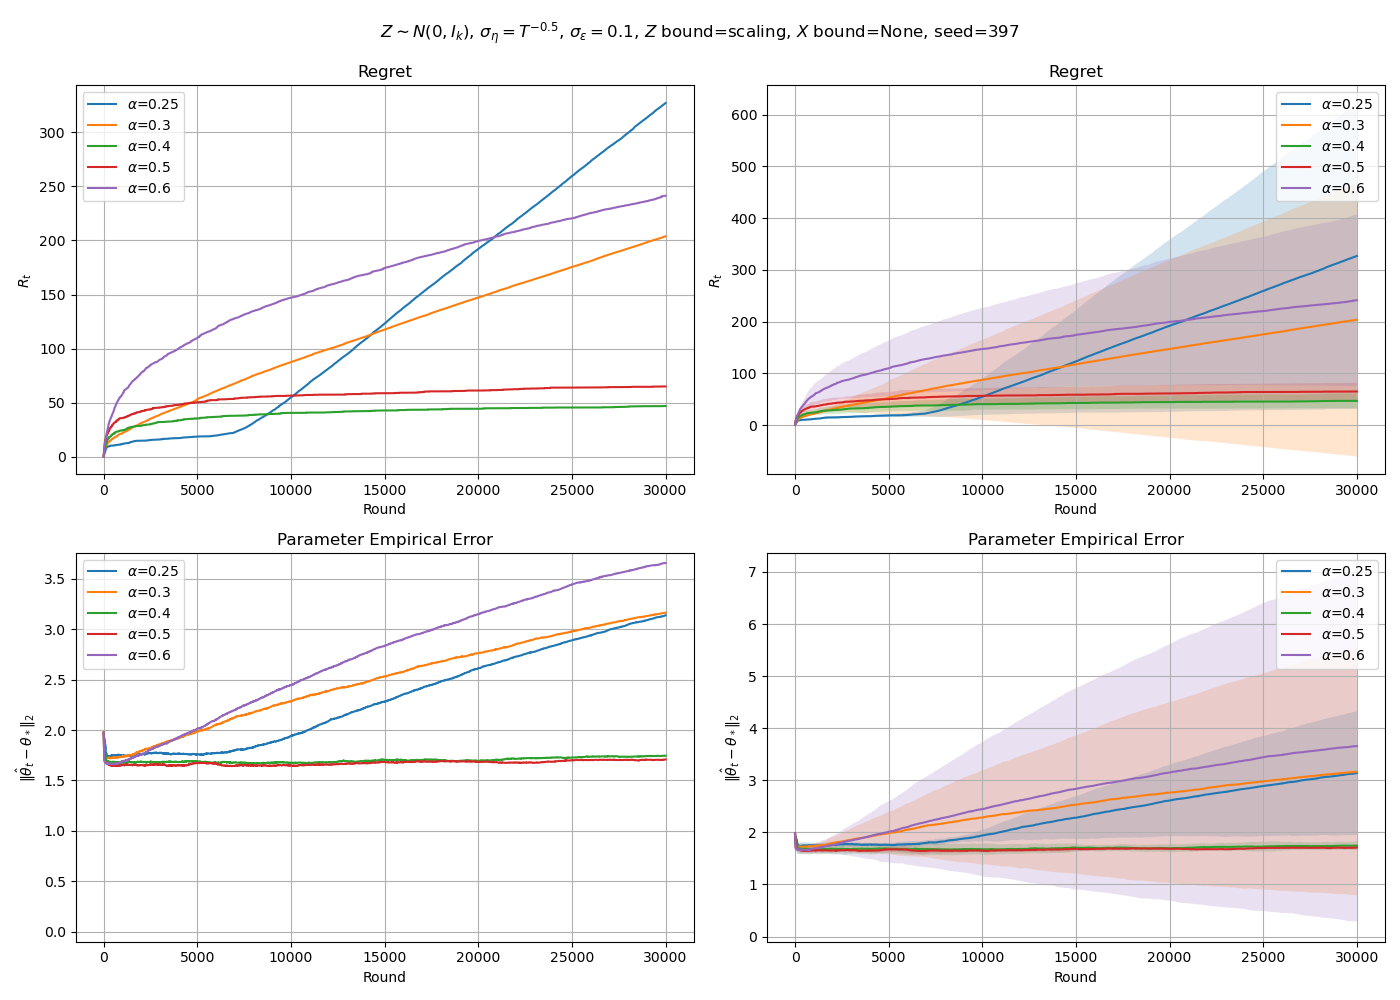 Z ∼ N(0, I_k), σ_η = T^{−0.5}, σ_ε = 0.1, Z bound=scaling, X bound=None, seed=397
Regret
R_t
0
50
100
150
200
250
300
0
5000
10000
15000
20000
25000
30000
Round
α=0.25
α=0.3
α=0.4
α=0.5
α=0.6
Regret
R_t
0
100
200
300
400
500
600
0
5000
10000
15000
20000
25000
30000
Round
α=0.25
α=0.3
α=0.4
α=0.5
α=0.6
Parameter Empirical Error
‖θ̂_t − θ_*‖_2
0.0
0.5
1.0
1.5
2.0
2.5
3.0
3.5
0
5000
10000
15000
20000
25000
30000
Round
α=0.25
α=0.3
α=0.4
α=0.5
α=0.6
Parameter Empirical Error
‖θ̂_t − θ_*‖_2
0
1
2
3
4
5
6
7
0
5000
10000
15000
20000
25000
30000
Round
α=0.25
α=0.3
α=0.4
α=0.5
α=0.6